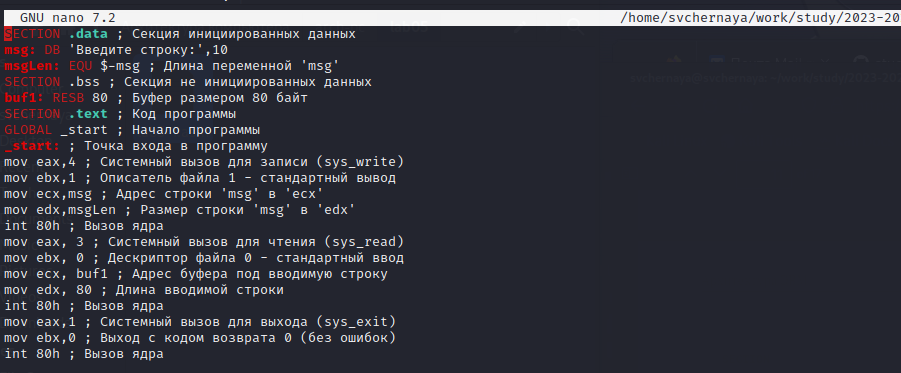 GNU nano 7.2 /home/svchernaya/work/study/2023-20
SECTION .data ; Секция инициированных данных
msg: DB 'Введите строку:',10
msgLen: EQU $-msg ; Длина переменной 'msg'
SECTION .bss ; Секция не инициированных данных
buf1: RESB 80 ; Буфер размером 80 байт
SECTION .text ; Код программы
GLOBAL _start ; Начало программы
_start: ; Точка входа в программу
mov eax,4 ; Системный вызов для записи (sys_write)
mov ebx,1 ; Описатель файла 1 - стандартный вывод
mov ecx,msg ; Адрес строки 'msg' в 'ecx'
mov edx,msgLen ; Размер строки 'msg' в 'edx'
int 80h ; Вызов ядра
mov eax, 3 ; Системный вызов для чтения (sys_read)
mov ebx, 0 ; Дескриптор файла 0 - стандартный ввод
mov ecx, buf1 ; Адрес буфера под вводимую строку
mov edx, 80 ; Длина вводимой строки
int 80h ; Вызов ядра
mov eax,1 ; Системный вызов для выхода (sys_exit)
mov ebx,0 ; Выход с кодом возврата 0 (без ошибок)
int 80h ; Вызов ядра